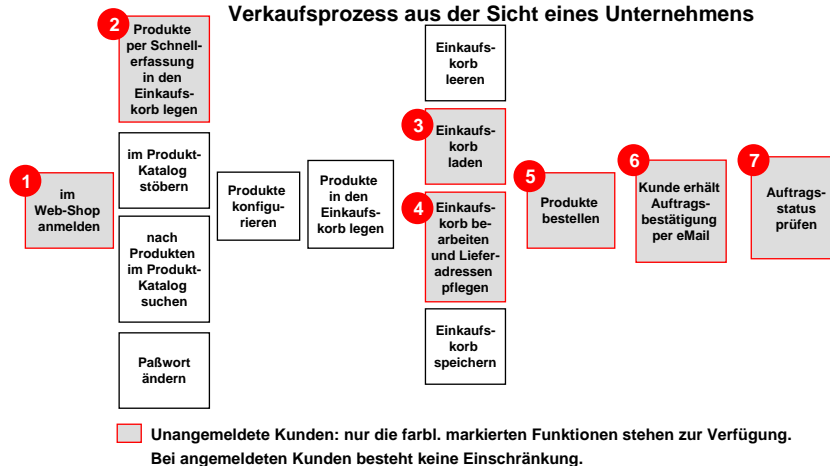 Verkaufsprozess aus der Sicht eines Unternehmens
1
im
Web-Shop
anmelden
2
Produkte
per Schnell-
erfassung
in den
Einkaufs-
korb legen
im Produkt-
Katalog
stöbern
nach
Produkten
im Produkt-
Katalog
suchen
Paßwort
ändern
Produkte
konfigu-
rieren
Produkte
in den
Einkaufs-
korb legen
Einkaufs-
korb
leeren
3
Einkaufs-
korb
laden
4
Einkaufs-
korb be-
arbeiten
und Liefer-
adressen
pflegen
Einkaufs-
korb
speichern
5
Produkte
bestellen
6
Kunde erhält
Auftrags-
bestätigung
per eMail
7
Auftrags-
status
prüfen
Unangemeldete Kunden: nur die farbl. markierten Funktionen stehen zur Verfügung.
Bei angemeldeten Kunden besteht keine Einschränkung.